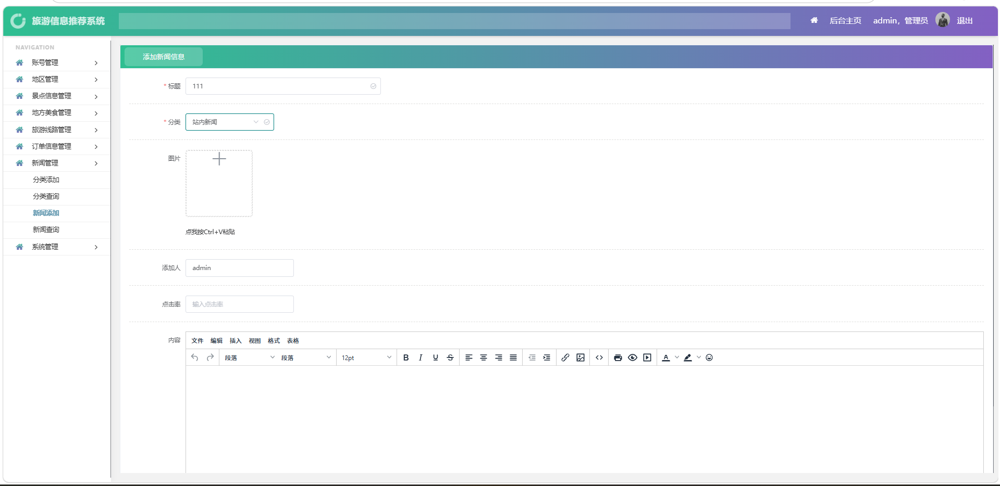 旅游信息推荐系统
后台主页 admin，管理员 退出
NAVIGATION
账号管理
地区管理
景点信息管理
地方美食管理
旅游线路管理
订单信息管理
新闻管理
分类添加
分类查询
新闻添加
新闻查询
系统管理
添加新闻信息
* 标题 111
* 分类 站内新闻
图片
点我按Ctrl+V粘贴
添加人 admin
点击率 输入点击率
内容
文件 编辑 插入 视图 格式 表格
段落 段落 12pt B I U S A